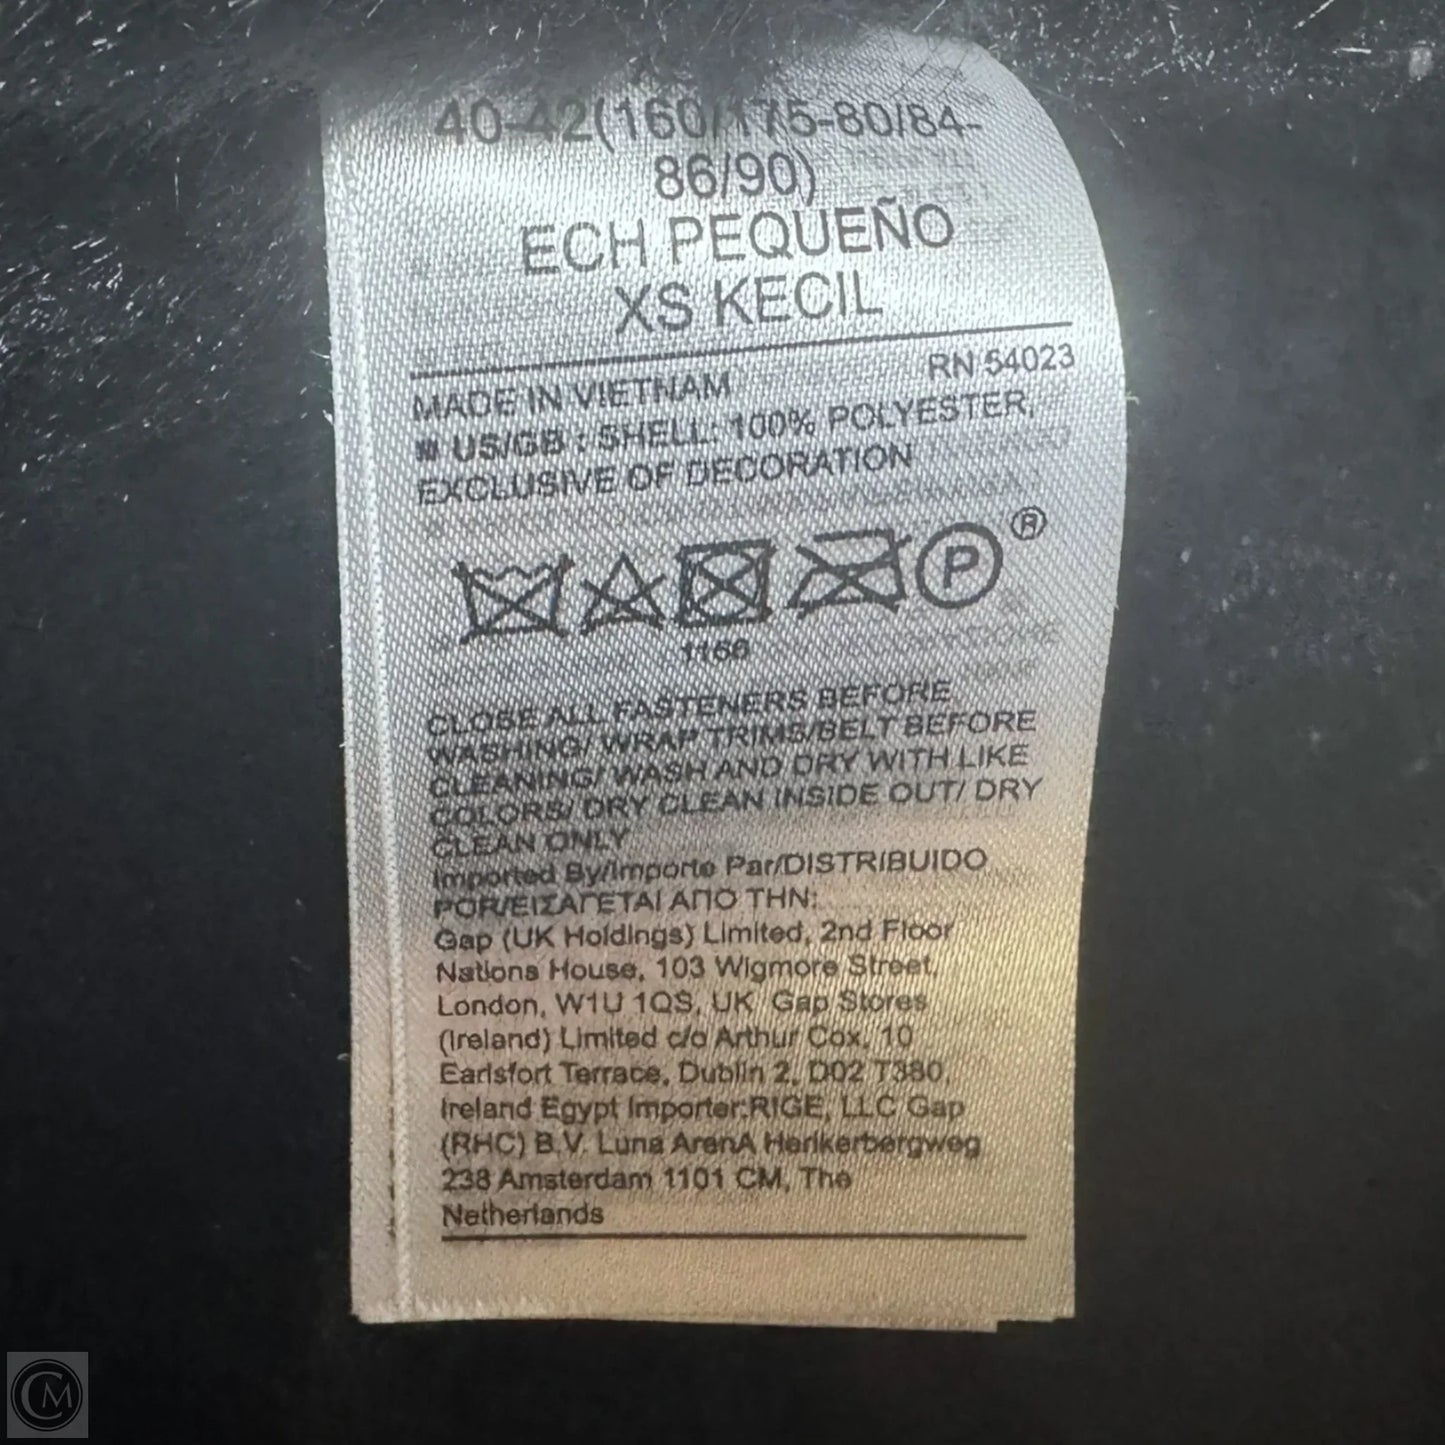 40-42(160/175-80/84-
86/90)
ECH PEQUEÑO
XS KECIL
RN 54023
MADE IN VIETNAM
US/GB : SHELL: 100% POLYESTER,
EXCLUSIVE OF DECORATION
P ®
1166
CLOSE ALL FASTENERS BEFORE
WASHING/ WRAP TRIMS/BELT BEFORE
CLEANING/ WASH AND DRY WITH LIKE
COLORS/ DRY CLEAN INSIDE OUT/ DRY
CLEAN ONLY
Imported By/Importe Par/DISTRIBUIDO
POR/ΕΙΣΑΓΕΤΑΙ ΑΠΟ ΤΗΝ:
Gap (UK Holdings) Limited, 2nd Floor
Nations House, 103 Wigmore Street,
London, W1U 1QS, UK Gap Stores
(Ireland) Limited c/o Arthur Cox, 10
Earlsfort Terrace, Dublin 2, D02 T380,
Ireland Egypt Importer:RIGE, LLC Gap
(RHC) B.V. Luna ArenA Herikerbergweg
238 Amsterdam 1101 CM, The
Netherlands
CM